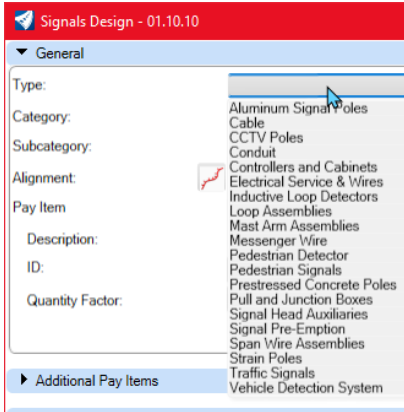 Signals Design - 01.10.10
General
Type:
Category:
Subcategory:
Alignment:
Pay Item
Description:
ID:
Quantity Factor:
Aluminum Signal Poles
Cable
CCTV Poles
Conduit
Controllers and Cabinets
Electrical Service & Wires
Inductive Loop Detectors
Loop Assemblies
Mast Arm Assemblies
Messenger Wire
Pedestrian Detector
Pedestrian Signals
Prestressed Concrete Poles
Pull and Junction Boxes
Signal Head Auxiliaries
Signal Pre-Emption
Span Wire Assemblies
Strain Poles
Traffic Signals
Vehicle Detection System
Additional Pay Items